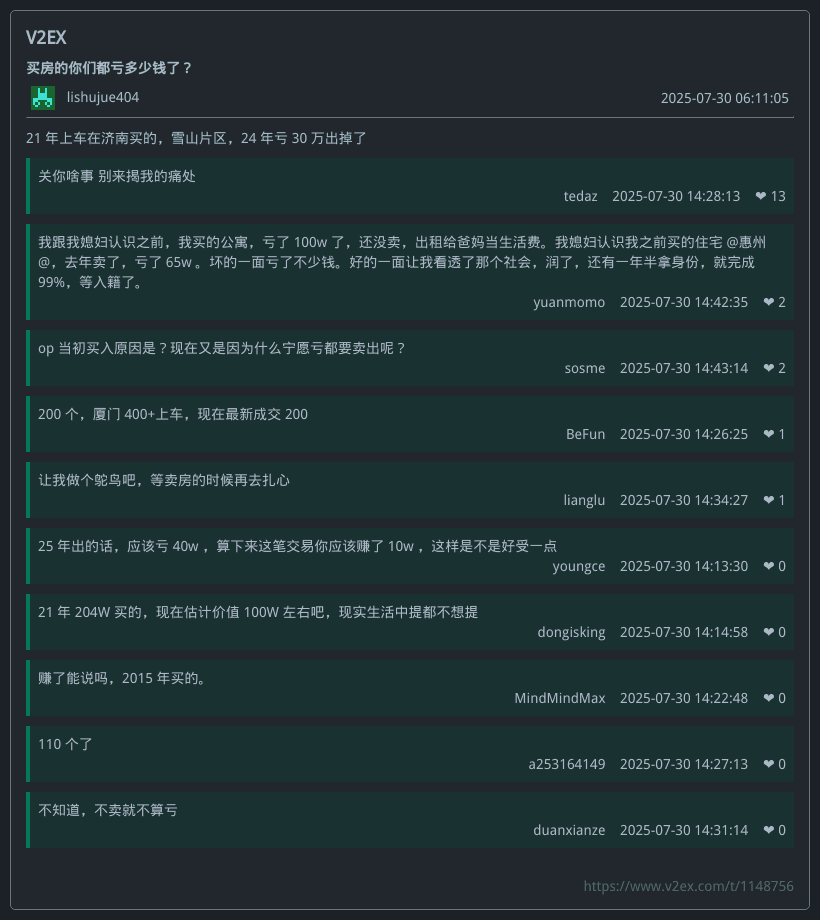 V2EX
买房的你们都亏多少钱了？
lishujue404
2025-07-30 06:11:05
21 年上车在济南买的，雪山片区，24 年亏 30 万出掉了
关你啥事 别来揭我的痛处
tedaz 2025-07-30 14:28:13 ❤ 13
我跟我媳妇认识之前，我买的公寓，亏了 100w 了，还没卖，出租给爸妈当生活费。我媳妇认识我之前买的住宅 @惠州
@，去年卖了，亏了 65w 。坏的一面亏了不少钱。好的一面让我看透了那个社会，润了，还有一年半拿身份，就完成
99%，等入籍了。
yuanmomo 2025-07-30 14:42:35 ❤ 2
op 当初买入原因是？现在又是因为什么宁愿亏都要卖出呢？
sosme 2025-07-30 14:43:14 ❤ 2
200 个，厦门 400+上车，现在最新成交 200
BeFun 2025-07-30 14:26:25 ❤ 1
让我做个鸵鸟吧，等卖房的时候再去扎心
lianglu 2025-07-30 14:34:27 ❤ 1
25 年出的话，应该亏 40w ，算下来这笔交易你应该赚了 10w ，这样是不是好受一点
youngce 2025-07-30 14:13:30 ❤ 0
21 年 204W 买的，现在估计价值 100W 左右吧，现实生活中提都不想提
dongisking 2025-07-30 14:14:58 ❤ 0
赚了能说吗，2015 年买的。
MindMindMax 2025-07-30 14:22:48 ❤ 0
110 个了
a253164149 2025-07-30 14:27:13 ❤ 0
不知道，不卖就不算亏
duanxianze 2025-07-30 14:31:14 ❤ 0
https://www.v2ex.com/t/1148756